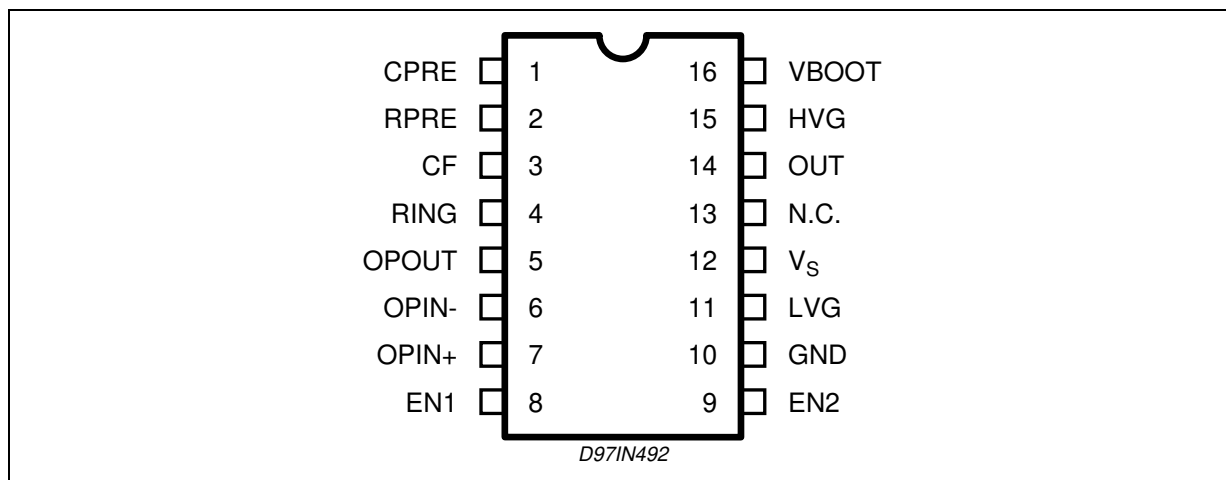 CPRE 1 16 VBOOT
RPRE 2 15 HVG
CF 3 14 OUT
RING 4 13 N.C.
OPOUT 5 12 VS
OPIN- 6 11 LVG
OPIN+ 7 10 GND
EN1 8 9 EN2
D97IN492